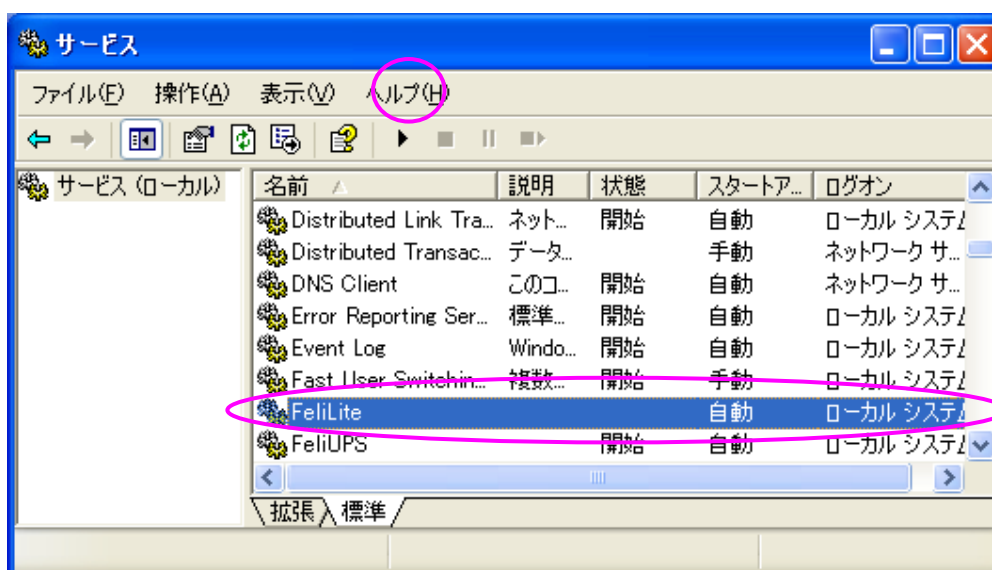 サービス
ファイル(F) 操作(A) 表示(V) ヘルプ(H)
サービス (ローカル)
名前 説明 状態 スタートア... ログオン
Distributed Link Tra... ネット... 開始 自動 ローカル システム
Distributed Transac... データ... 手動 ネットワーク サ...
DNS Client このコ... 開始 自動 ネットワーク サ...
Error Reporting Ser... 標準... 開始 自動 ローカル システム
Event Log Windo... 開始 自動 ローカル システム
Fast User Switchin... 複数... 開始 手動 ローカル システム
FeliLite 自動 ローカル システム
FeliUPS 開始 自動 ローカル システム
拡張 標準